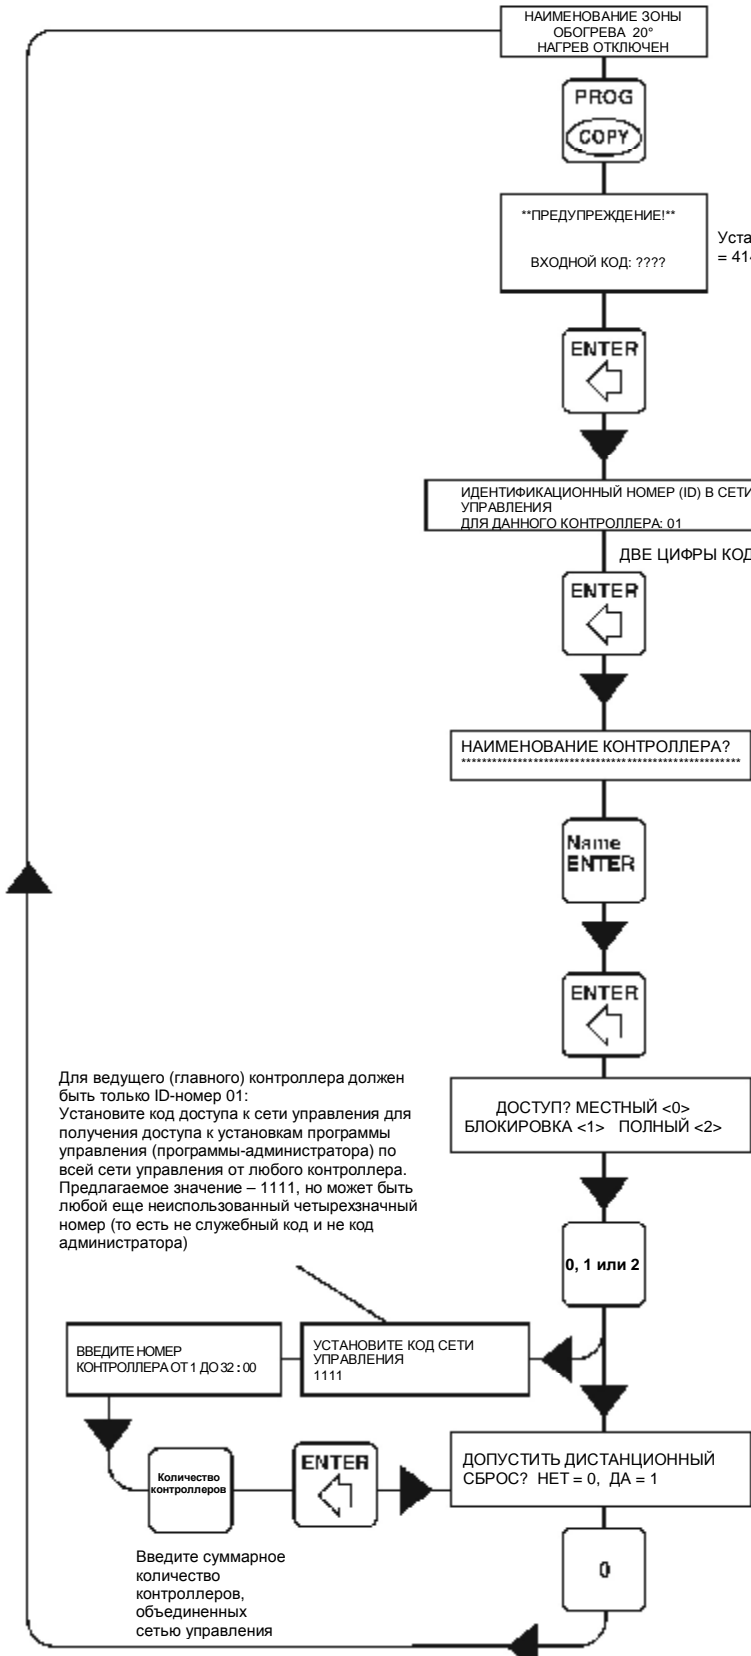 НАИМЕНОВАНИЕ ЗОНЫ
ОБОГРЕВА 20°
НАГРЕВ ОТКЛЮЧЕН
PROG
COPY
**ПРЕДУПРЕЖДЕНИЕ!**
ВХОДНОЙ КОД: ????
Уста
= 414
ENTER
ИДЕНТИФИКАЦИОННЫЙ НОМЕР (ID) В СЕТИ
УПРАВЛЕНИЯ
ДЛЯ ДАННОГО КОНТРОЛЛЕРА: 01
ДВЕ ЦИФРЫ КОД
ENTER
НАИМЕНОВАНИЕ КОНТРОЛЛЕРА?
******************************************************
Name
ENTER
ENTER
Для ведущего (главного) контроллера должен
быть только ID-номер 01:
Установите код доступа к сети управления для
получения доступа к установкам программы
управления (программы-администратора) по
всей сети управления от любого контроллера.
Предлагаемое значение – 1111, но может быть
любой еще неиспользованный четырехзначный
номер (то есть не служебный код и не код
администратора)
ДОСТУП? МЕСТНЫЙ <0>
БЛОКИРОВКА <1> ПОЛНЫЙ <2>
0, 1 или 2
ВВЕДИТЕ НОМЕР
КОНТРОЛЛЕРА ОТ 1 ДО 32 : 00
УСТАНОВИТЕ КОД СЕТИ
УПРАВЛЕНИЯ
1111
Количество
контроллеров
ENTER
ДОПУСТИТЬ ДИСТАНЦИОННЫЙ
СБРОС? НЕТ = 0, ДА = 1
Введите суммарное
количество
контроллеров,
объединенных
сетью управления
0